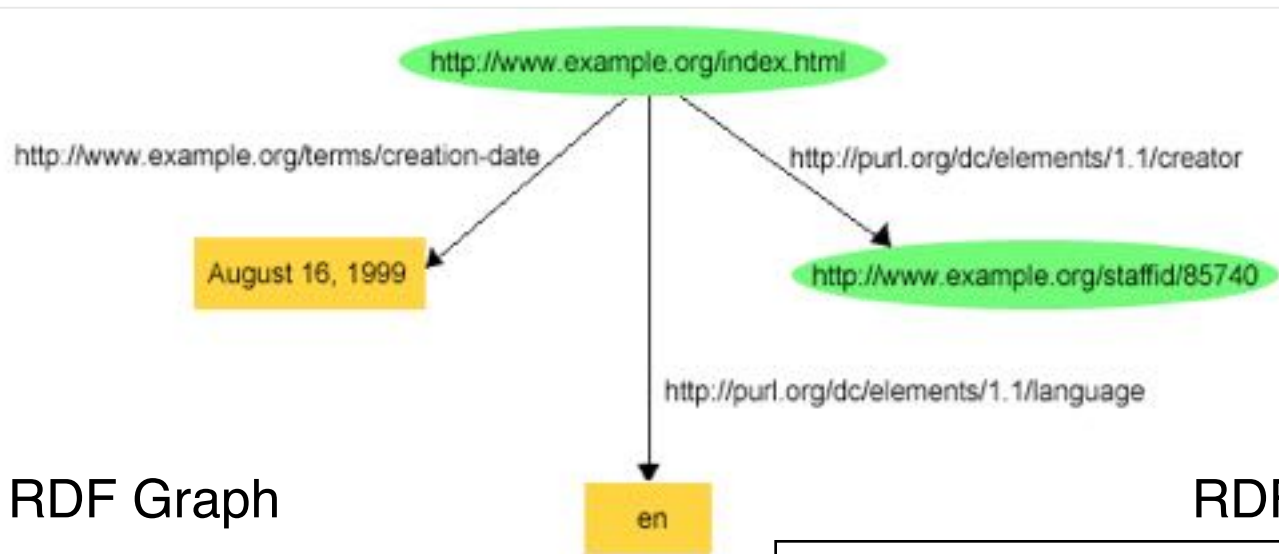 http://www.example.org/index.html
http://www.example.org/terms/creation-date
http://purl.org/dc/elements/1.1/creator
August 16, 1999
http://www.example.org/staffid/85740
http://purl.org/dc/elements/1.1/language
RDF Graph
RDF
en